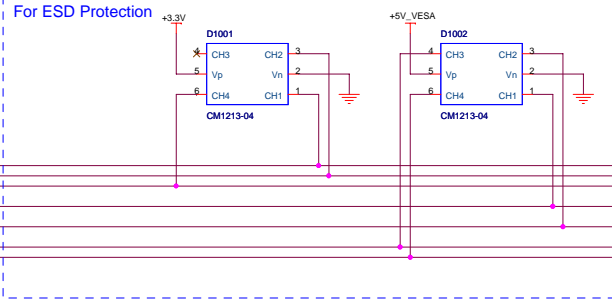 For ESD Protection
+3.3V
+5V_VESA
D1001
D1002
4 CH3 CH2 3
4 CH3 CH2 3
5 Vp Vn 2
5 Vp Vn 2
6 CH4 CH1 1
6 CH4 CH1 1
CM1213-04
CM1213-04